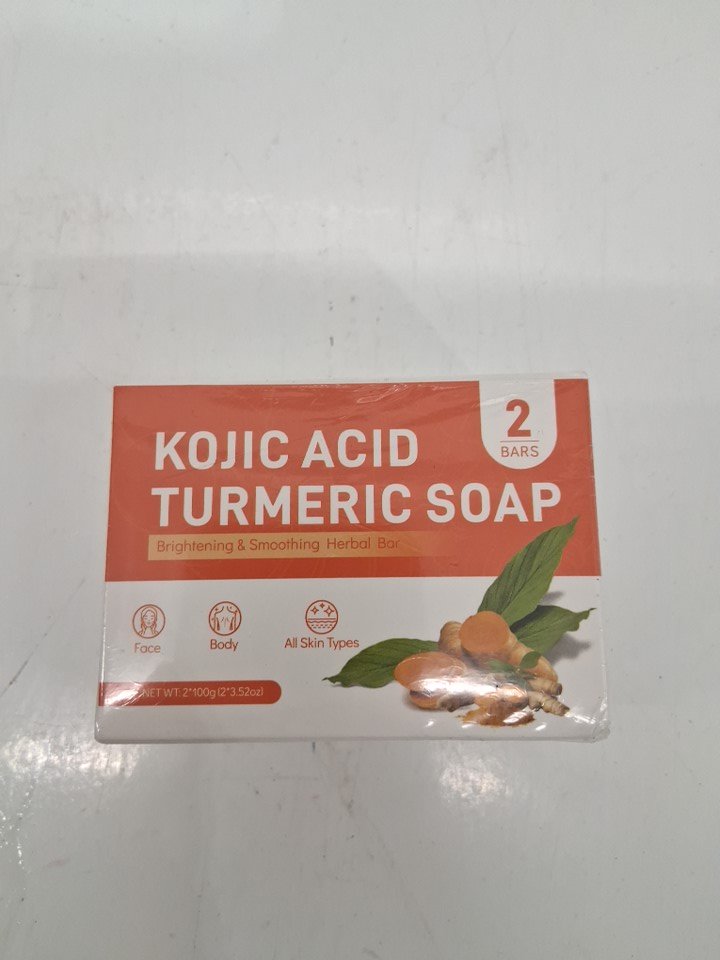 2
BARS
KOJIC ACID
TURMERIC SOAP
Brightening & Smoothing Herbal Bar
Face
Body
All Skin Types
NET WT: 2*100g (2*3.52oz)